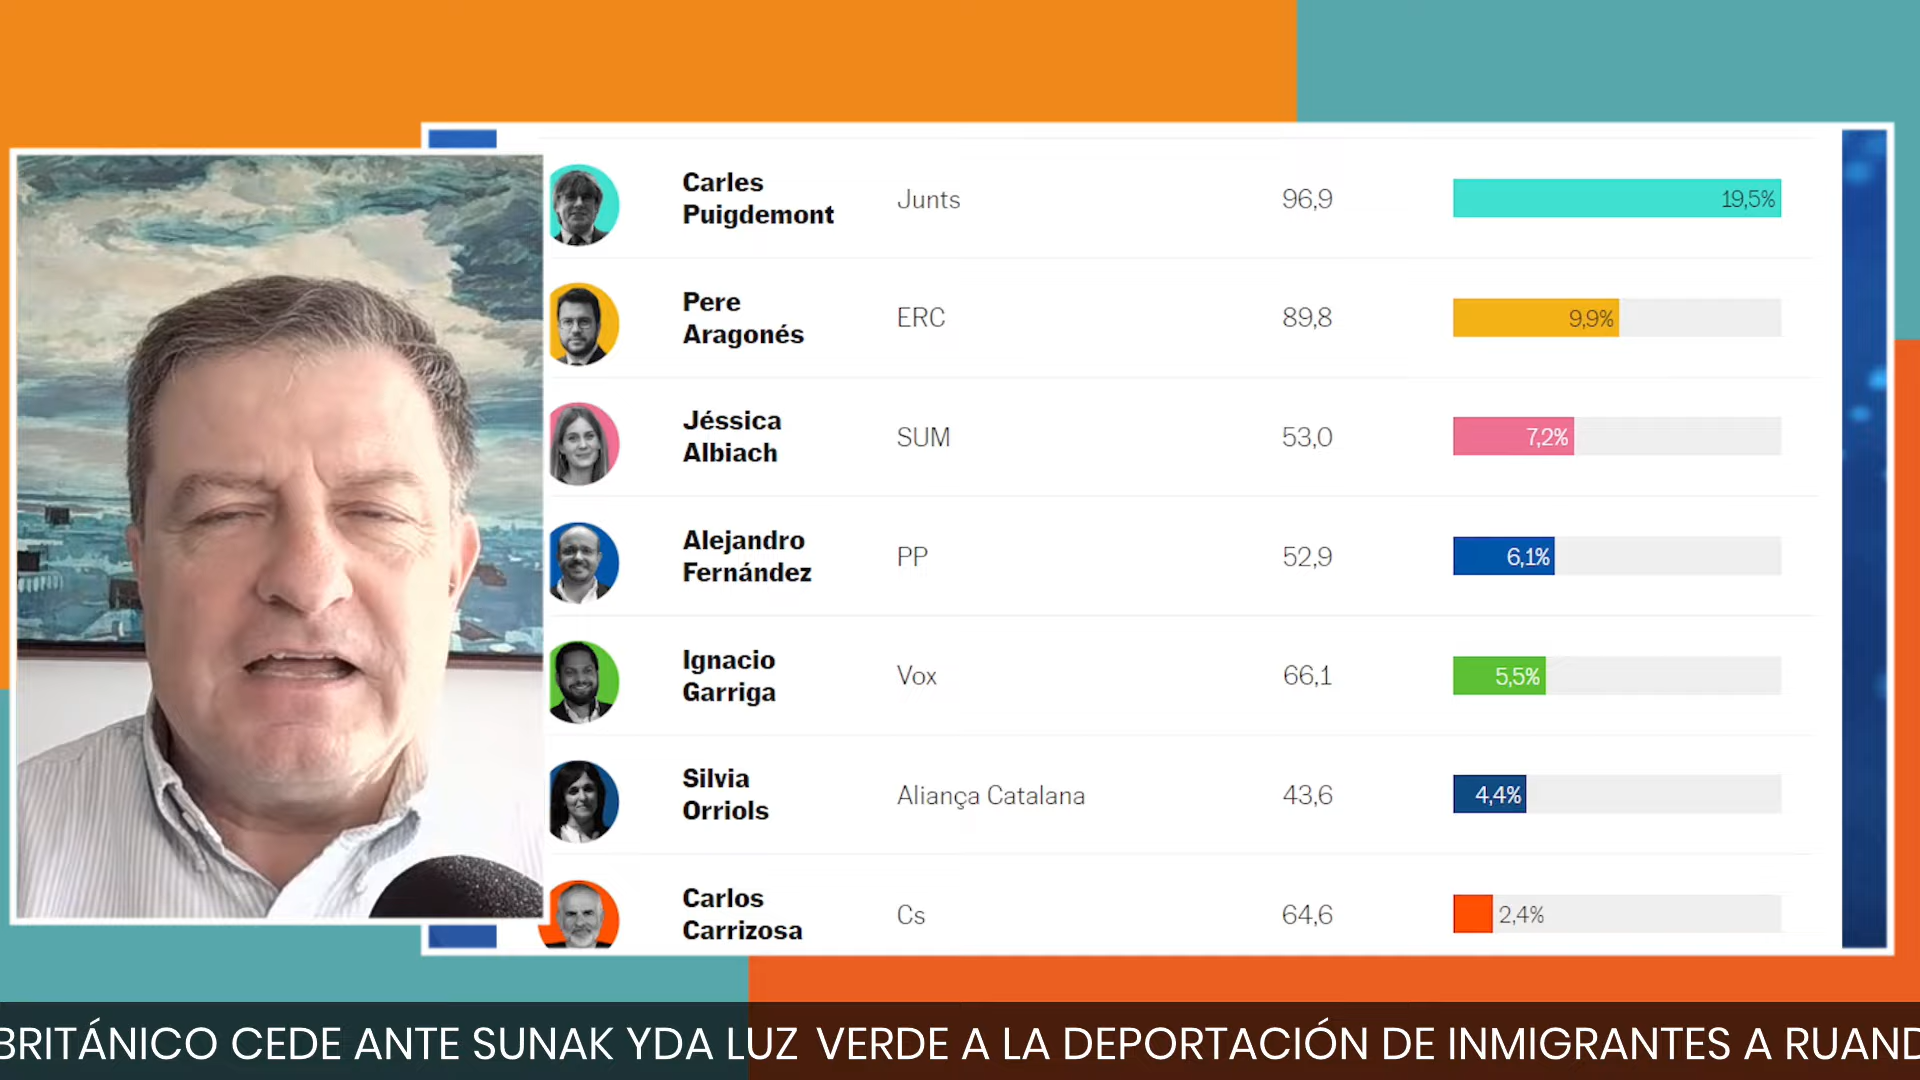 Carles
Puigdemont
Junts
96,9
19,5%
Pere
Aragonés
ERC
89,8
9,9%
Jéssica
Albiach
SUM
53,0
7,2%
Alejandro
Fernández
PP
52,9
6,1%
Ignacio
Garriga
Vox
66,1
5,5%
Silvia
Orriols
Aliança Catalana
43,6
4,4%
Carlos
Carrizosa
Cs
64,6
2,4%
BRITÁNICO CEDE ANTE SUNAK YDA LUZ VERDE A LA DEPORTACIÓN DE INMIGRANTES A RUAND